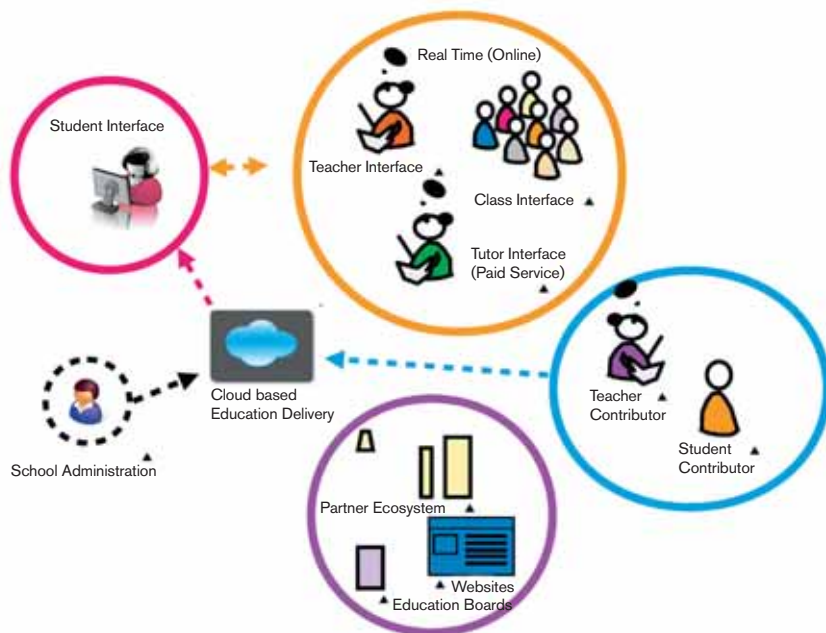 Real Time (Online)
Student Interface
Teacher Interface
Class Interface
Tutor Interface
(Paid Service)
Cloud based
Education Delivery
School Administration
Teacher
Contributor
Student
Contributor
Partner Ecosystem
Websites
Education Boards